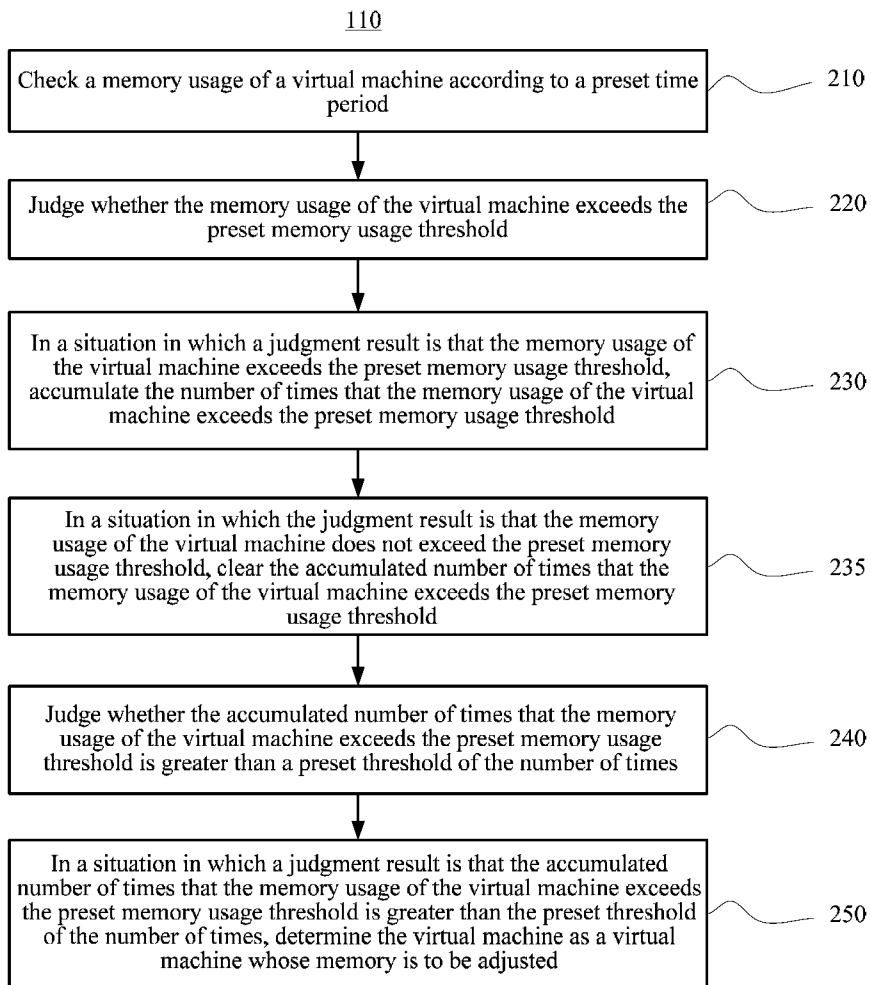 110
Check a memory usage of a virtual machine according to a preset time
period
210
Judge whether the memory usage of the virtual machine exceeds the
preset memory usage threshold
220
In a situation in which a judgment result is that the memory usage of
the virtual machine exceeds the preset memory usage threshold,
accumulate the number of times that the memory usage of the virtual
machine exceeds the preset memory usage threshold
230
In a situation in which the judgment result is that the memory
usage of the virtual machine does not exceed the preset memory
usage threshold, clear the accumulated number of times that the
memory usage of the virtual machine exceeds the preset memory
usage threshold
235
Judge whether the accumulated number of times that the memory
usage of the virtual machine exceeds the preset memory usage
threshold is greater than a preset threshold of the number of times
240
In a situation in which a judgment result is that the accumulated
number of times that the memory usage of the virtual machine exceeds
the preset memory usage threshold is greater than the preset threshold
of the number of times, determine the virtual machine as a virtual
machine whose memory is to be adjusted
250